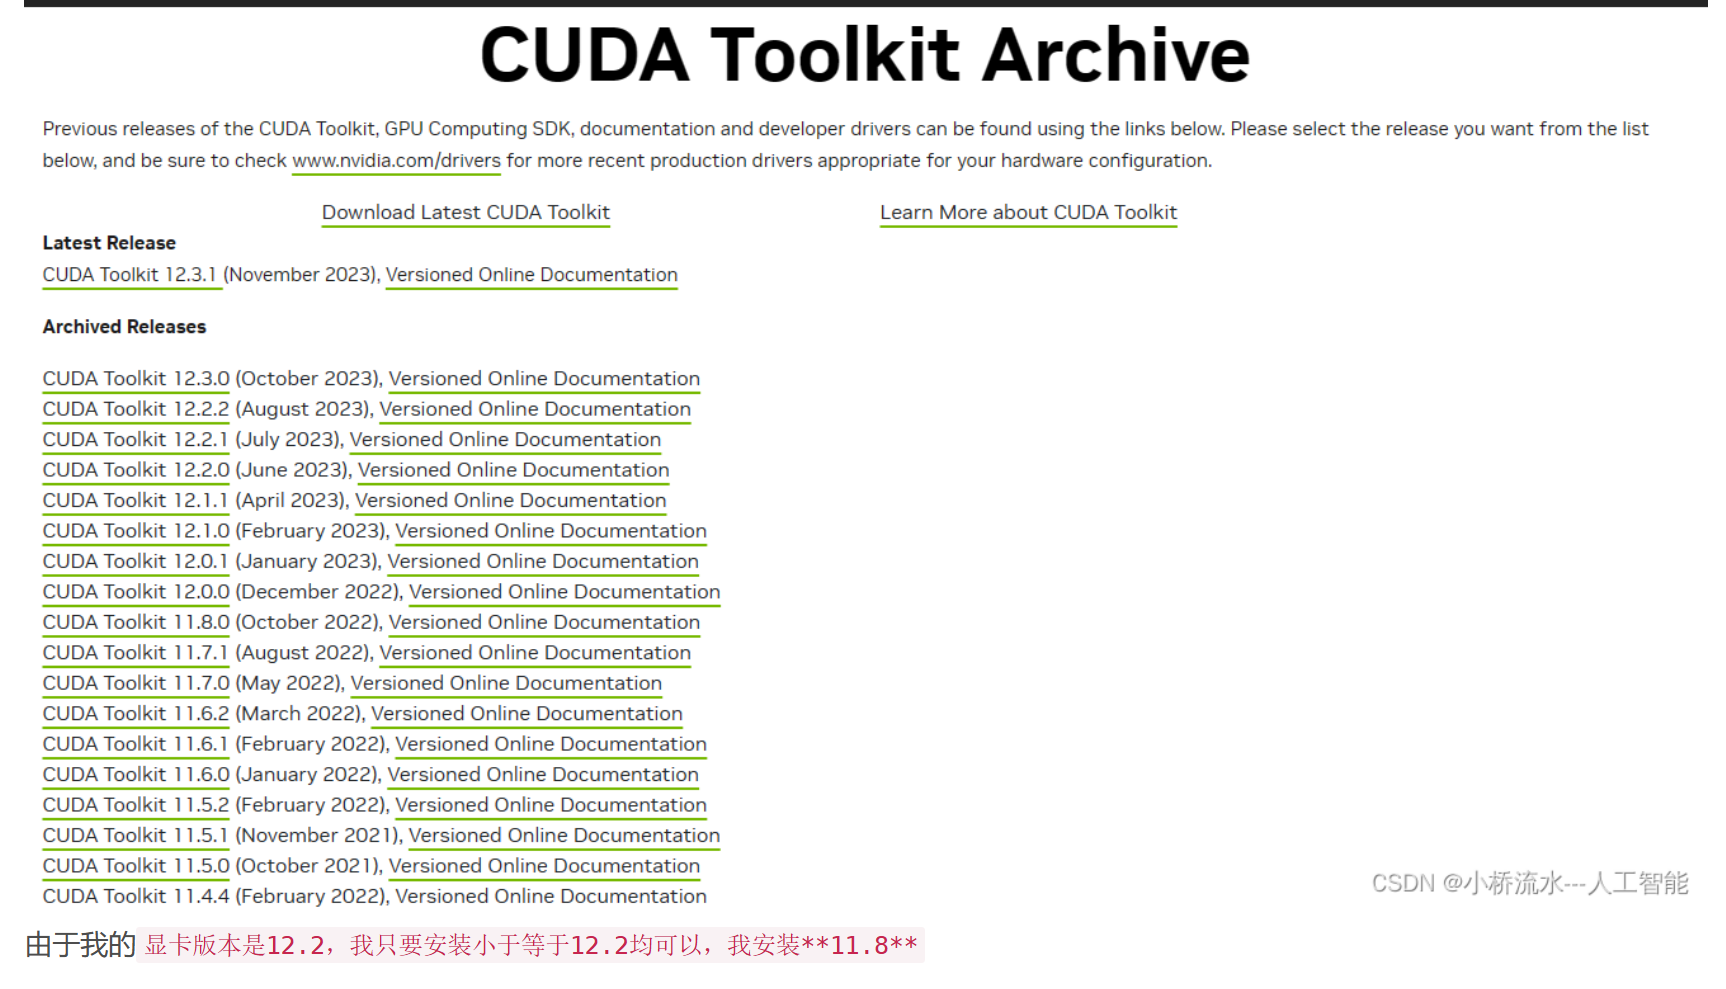 CUDA Toolkit Archive
Previous releases of the CUDA Toolkit, GPU Computing SDK, documentation and developer drivers can be found using the links below. Please select the release you want from the list
below, and be sure to check www.nvidia.com/drivers for more recent production drivers appropriate for your hardware configuration.
Download Latest CUDA Toolkit Learn More about CUDA Toolkit
Latest Release
CUDA Toolkit 12.3.1 (November 2023), Versioned Online Documentation
Archived Releases
CUDA Toolkit 12.3.0 (October 2023), Versioned Online Documentation
CUDA Toolkit 12.2.2 (August 2023), Versioned Online Documentation
CUDA Toolkit 12.2.1 (July 2023), Versioned Online Documentation
CUDA Toolkit 12.2.0 (June 2023), Versioned Online Documentation
CUDA Toolkit 12.1.1 (April 2023), Versioned Online Documentation
CUDA Toolkit 12.1.0 (February 2023), Versioned Online Documentation
CUDA Toolkit 12.0.1 (January 2023), Versioned Online Documentation
CUDA Toolkit 12.0.0 (December 2022), Versioned Online Documentation
CUDA Toolkit 11.8.0 (October 2022), Versioned Online Documentation
CUDA Toolkit 11.7.1 (August 2022), Versioned Online Documentation
CUDA Toolkit 11.7.0 (May 2022), Versioned Online Documentation
CUDA Toolkit 11.6.2 (March 2022), Versioned Online Documentation
CUDA Toolkit 11.6.1 (February 2022), Versioned Online Documentation
CUDA Toolkit 11.6.0 (January 2022), Versioned Online Documentation
CUDA Toolkit 11.5.2 (February 2022), Versioned Online Documentation
CUDA Toolkit 11.5.1 (November 2021), Versioned Online Documentation
CUDA Toolkit 11.5.0 (October 2021), Versioned Online Documentation
CUDA Toolkit 11.4.4 (February 2022), Versioned Online Documentation
CSDN @小桥流水---人工智能
由于我的 显卡版本是12.2，我只要安装小于等于12.2均可以，我安装**11.8**